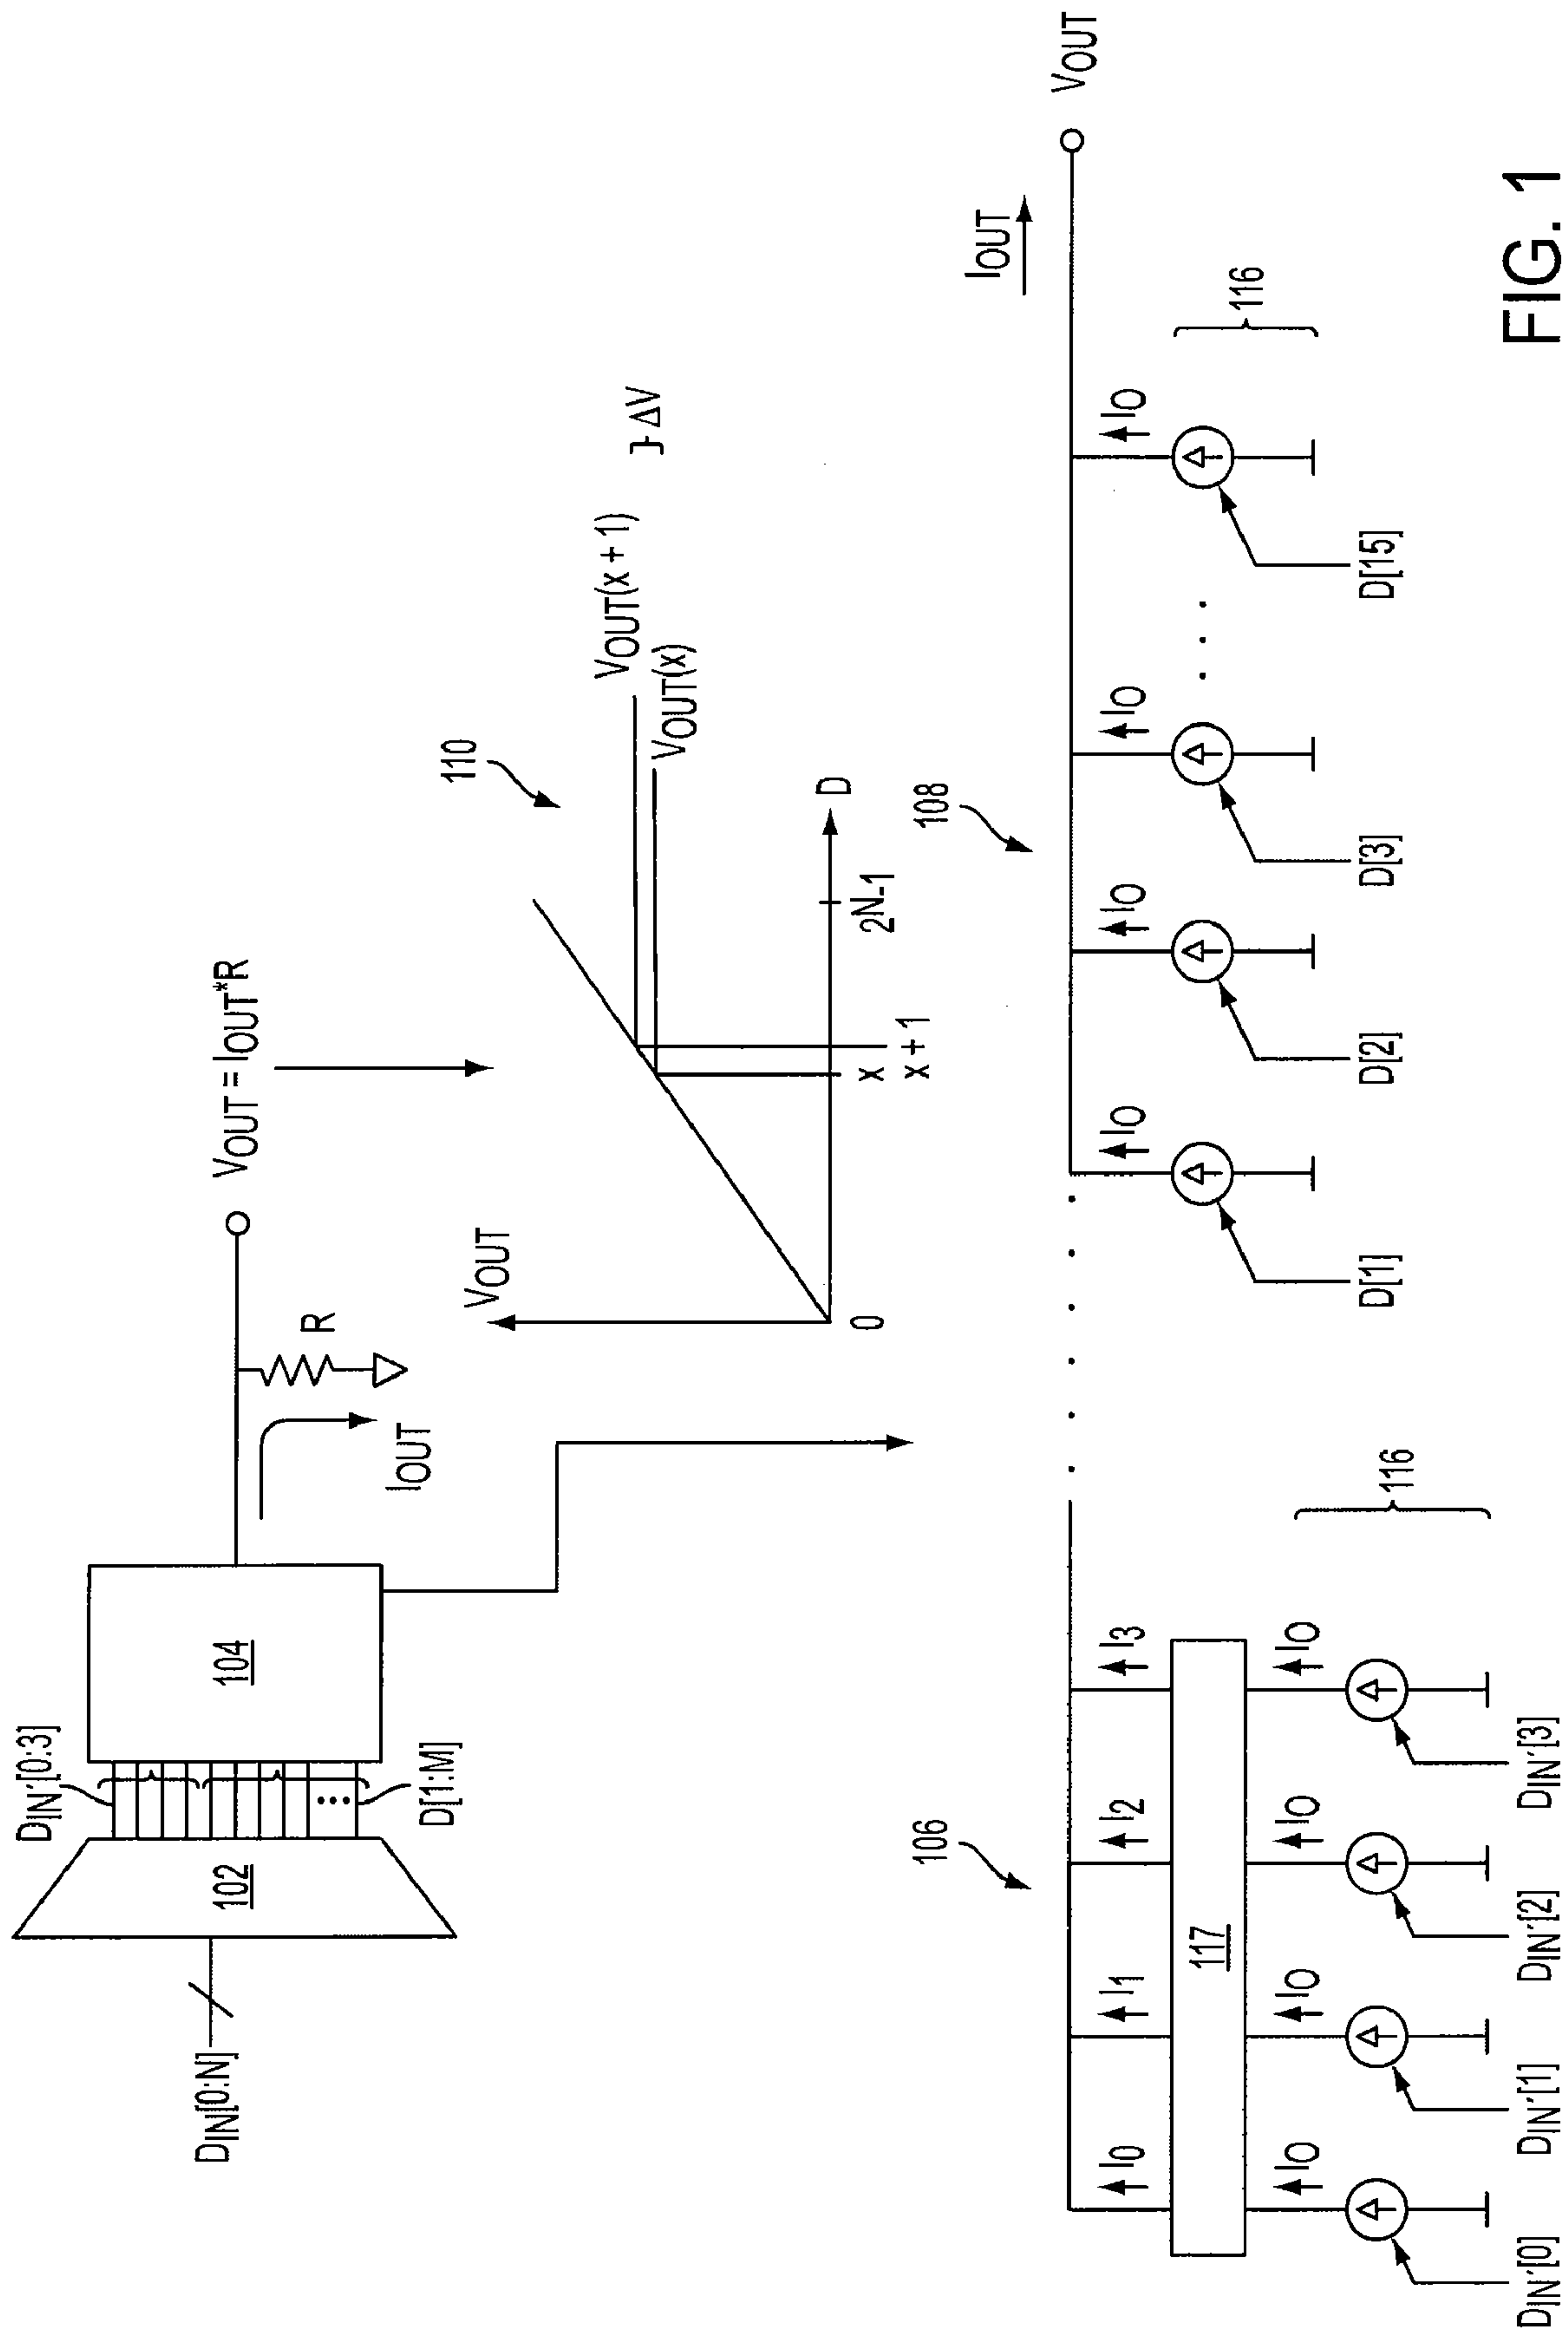 DIN[0:N]
102
DIN'[0:3]
D[1:M]
104
IOUT
R
VOUT = IOUT*R
VOUT
110
VOUT(x + 1)
VOUT(x)
} ΔV
0
x
x + 1
2N-1
D
106
I0 I1 I2 I3
117
IO IO IO IO
116
DIN'[0] DIN'[1] DIN'[2] DIN'[3]
108
IO IO IO IO
IOUT
VOUT
116
D[1] D[2] D[3] D[15]
FIG. 1